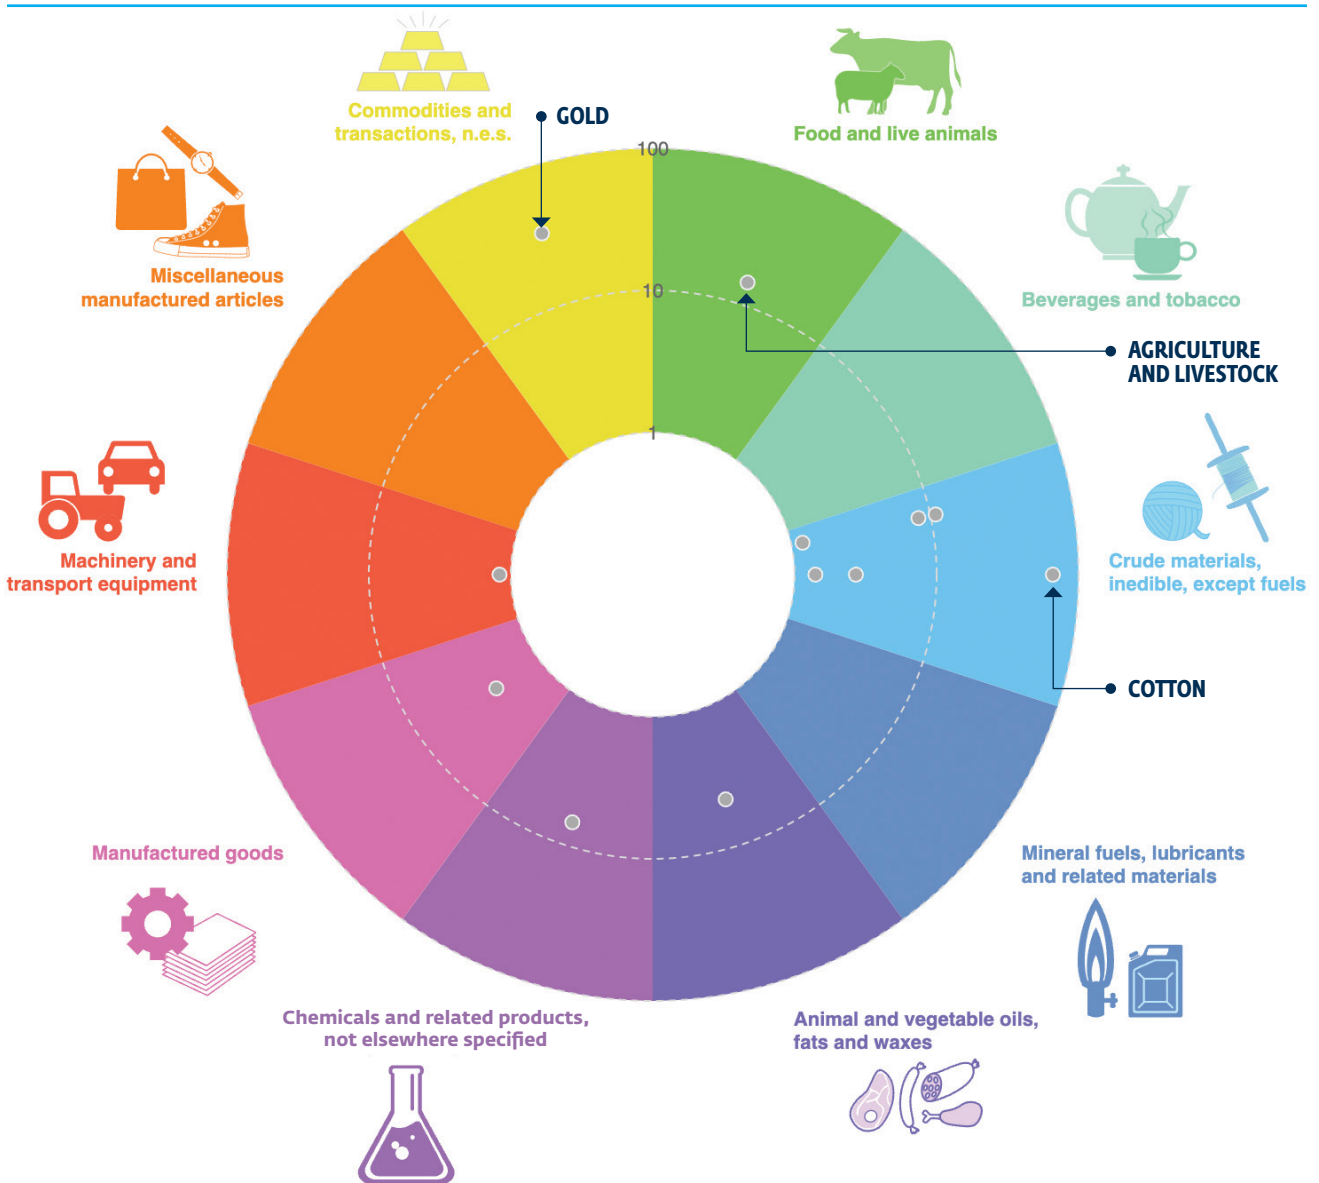 Commodities and
transactions, n.e.s.
GOLD
Food and live animals
100
Miscellaneous
manufactured articles
10
Beverages and tobacco
AGRICULTURE
AND LIVESTOCK
1
Machinery and
transport equipment
Crude materials,
inedible, except fuels
COTTON
Manufactured goods
Mineral fuels, lubricants
and related materials
Chemicals and related products,
not elsewhere specified
Animal and vegetable oils,
fats and waxes